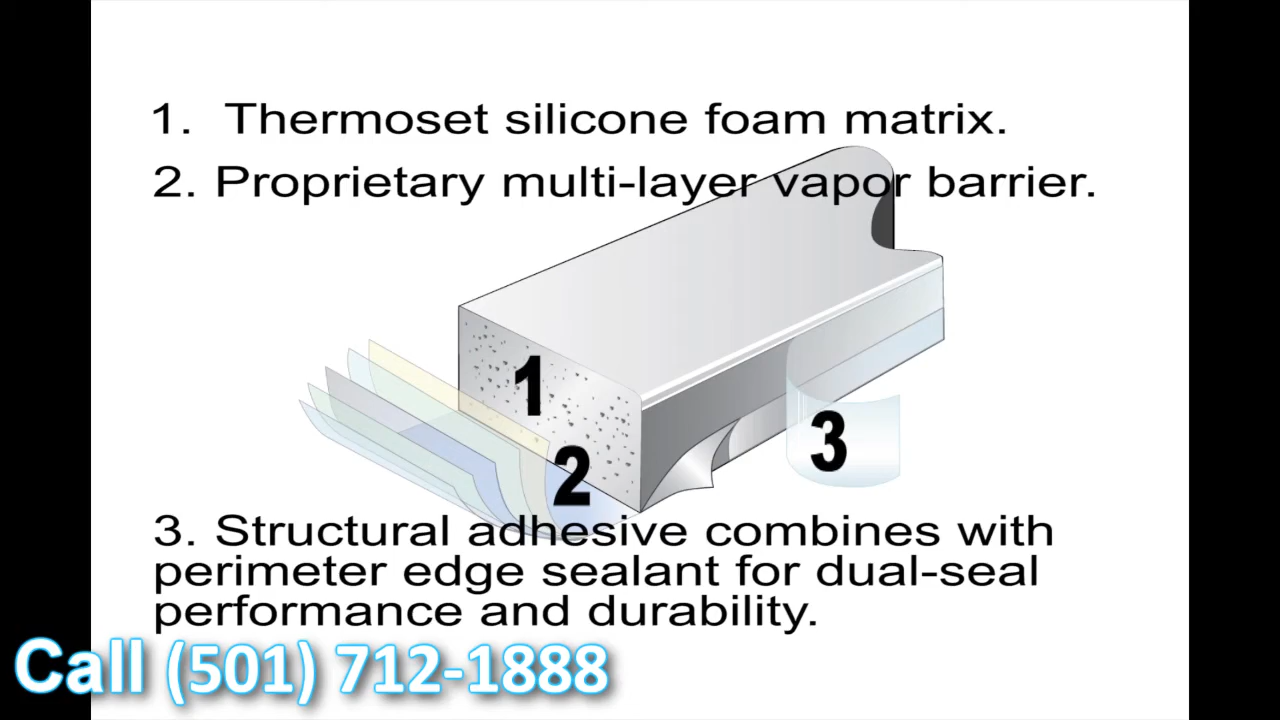 1. Thermoset silicone foam matrix.
2. Proprietary multi-layer vapor barrier.
1
2
3
3. Structural adhesive combines with
perimeter edge sealant for dual-seal
performance and durability.
Call (501) 712-1888